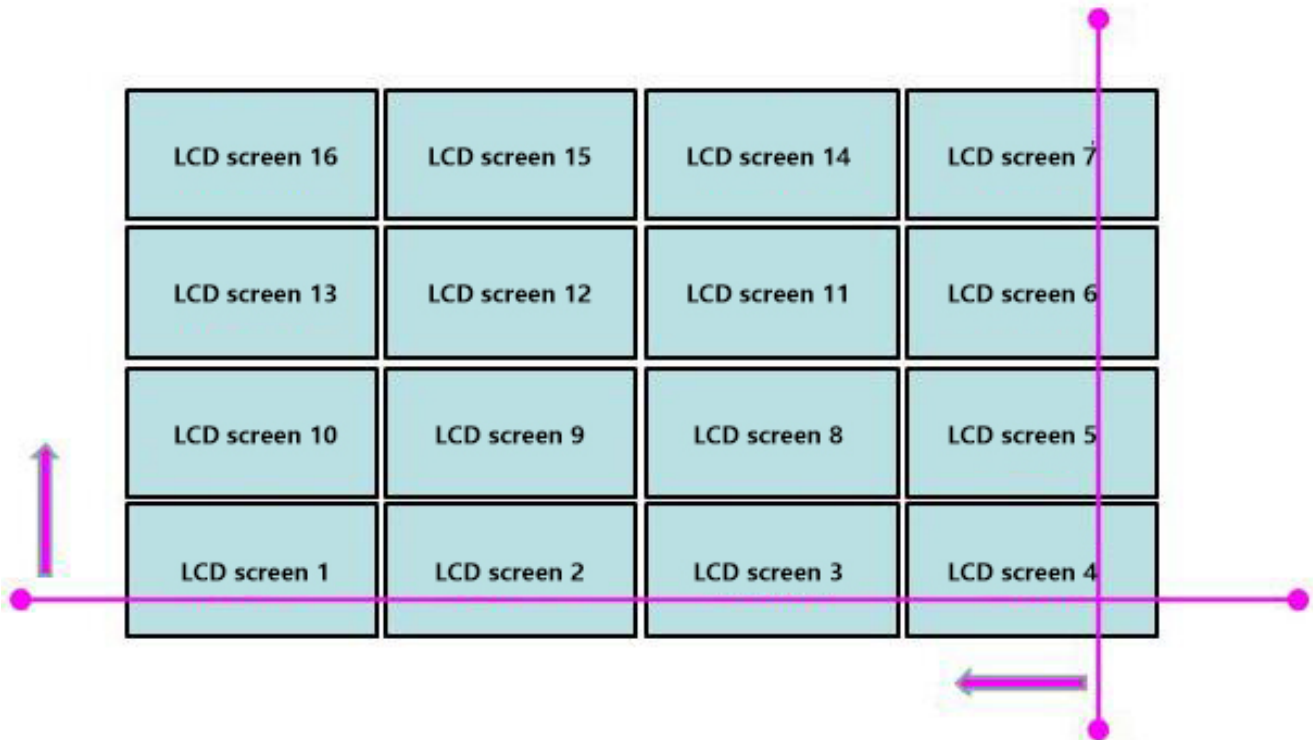 LCD screen 16
LCD screen 15
LCD screen 14
LCD screen 7
LCD screen 13
LCD screen 12
LCD screen 11
LCD screen 6
LCD screen 10
LCD screen 9
LCD screen 8
LCD screen 5
LCD screen 1
LCD screen 2
LCD screen 3
LCD screen 4